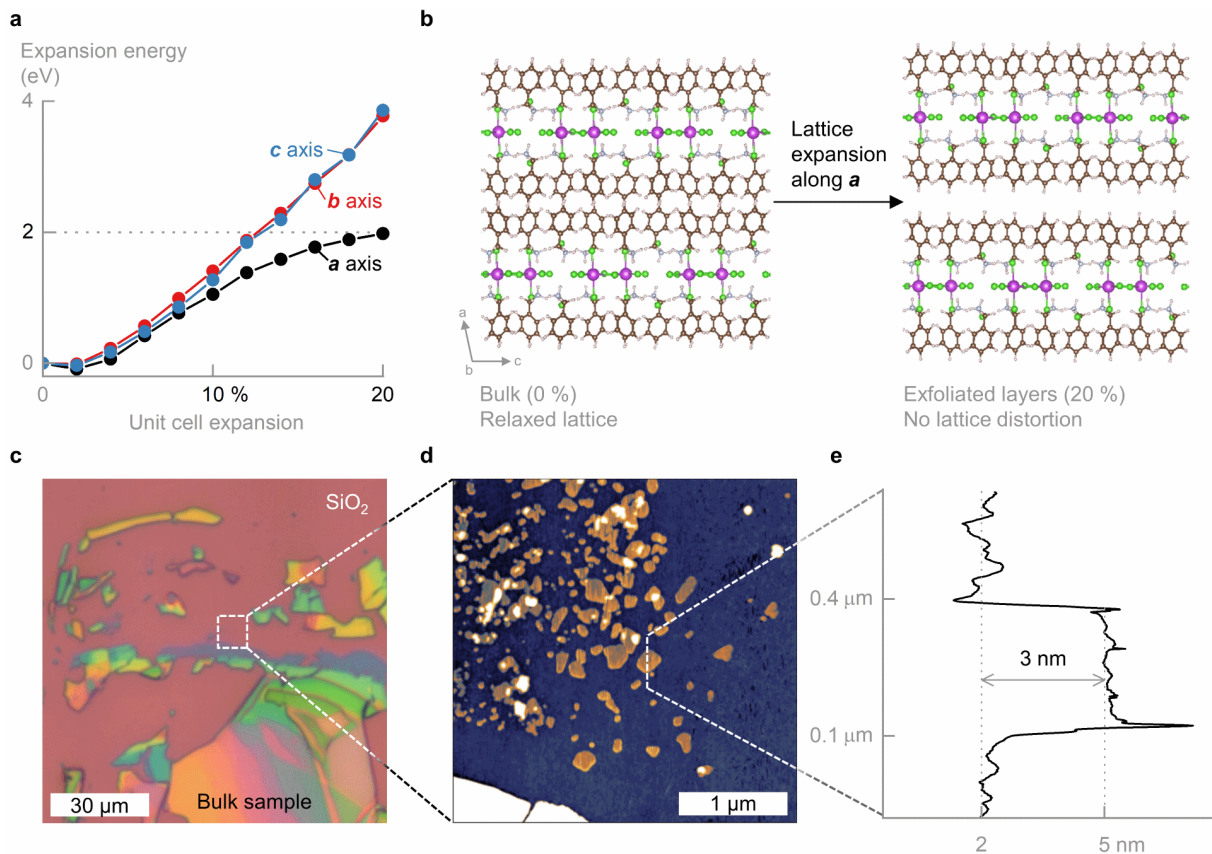 a
Expansion energy
(eV)
4
c axis
b axis
2
a axis
0
0
10 %
20
Unit cell expansion
b
Lattice
expansion
along a
a
b
c
Bulk (0 %)
Relaxed lattice
Exfoliated layers (20 %)
No lattice distortion
c
SiO₂
30 µm
Bulk sample
d
1 µm
e
0.4 µm
3 nm
0.1 µm
2
5 nm